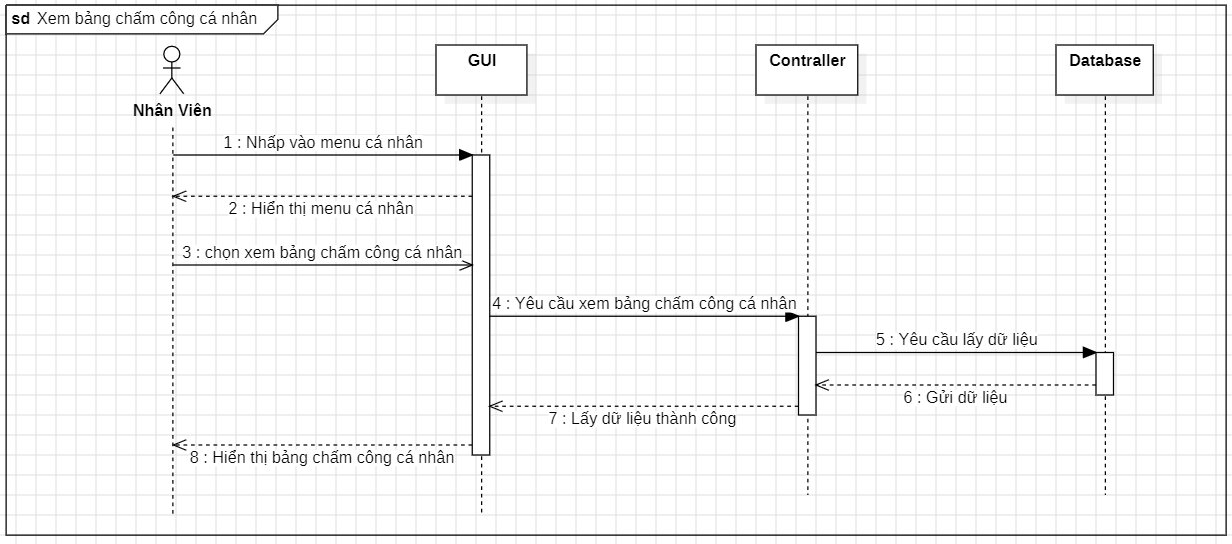 sd Xem bảng chấm công cá nhân
GUI
Contraller
Database
Nhân Viên
1 : Nhấp vào menu cá nhân
2 : Hiển thị menu cá nhân
3 : chọn xem bảng chấm công cá nhân
4 : Yêu cầu xem bảng chấm công cá nhân
5 : Yêu cầu lấy dữ liệu
6 : Gửi dữ liệu
7 : Lấy dữ liệu thành công
8 : Hiển thị bảng chấm công cá nhân